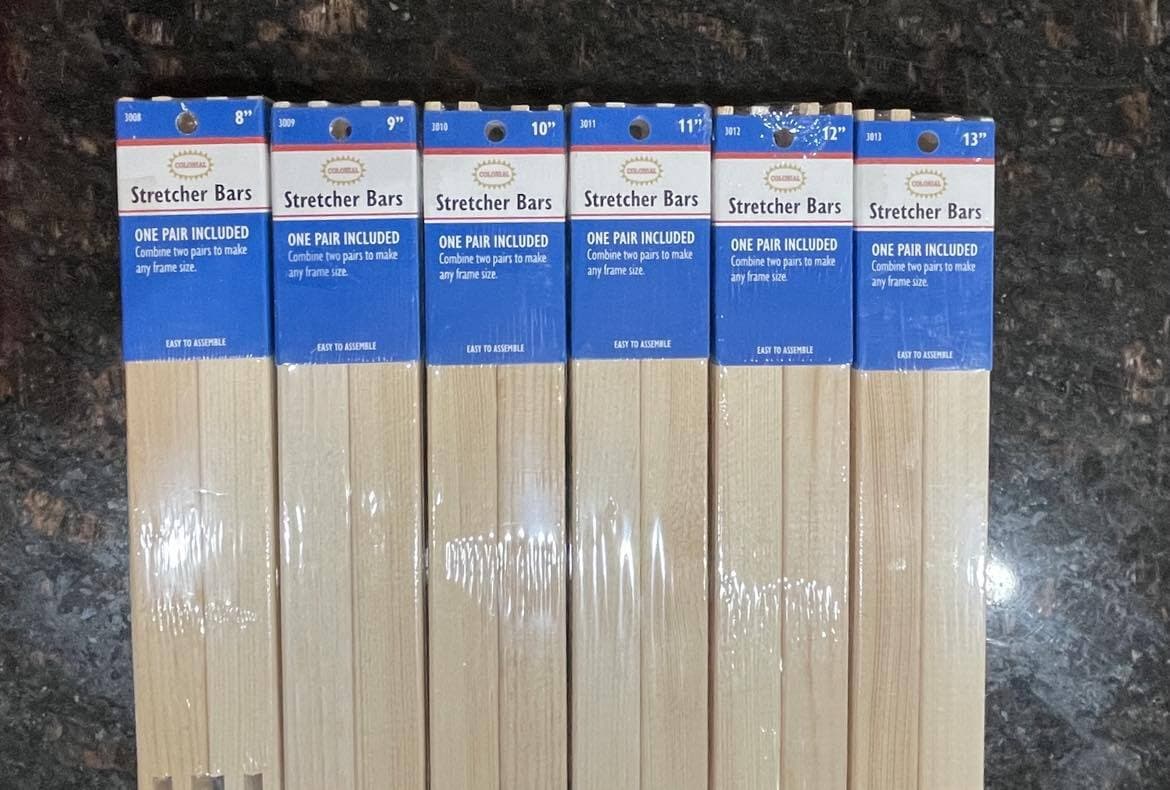 3008 8”
COLONIAL
Stretcher Bars
ONE PAIR INCLUDED
Combine two pairs to make
any frame size.
EASY TO ASSEMBLE
3009 9”
COLONIAL
Stretcher Bars
ONE PAIR INCLUDED
Combine two pairs to make
any frame size.
EASY TO ASSEMBLE
3010 10”
COLONIAL
Stretcher Bars
ONE PAIR INCLUDED
Combine two pairs to make
any frame size.
EASY TO ASSEMBLE
3011 11”
COLONIAL
Stretcher Bars
ONE PAIR INCLUDED
Combine two pairs to make
any frame size.
EASY TO ASSEMBLE
3012 12”
COLONIAL
Stretcher Bars
ONE PAIR INCLUDED
Combine two pairs to make
any frame size.
EASY TO ASSEMBLE
3013 13”
COLONIAL
Stretcher Bars
ONE PAIR INCLUDED
Combine two pairs to make
any frame size.
EASY TO ASSEMBLE